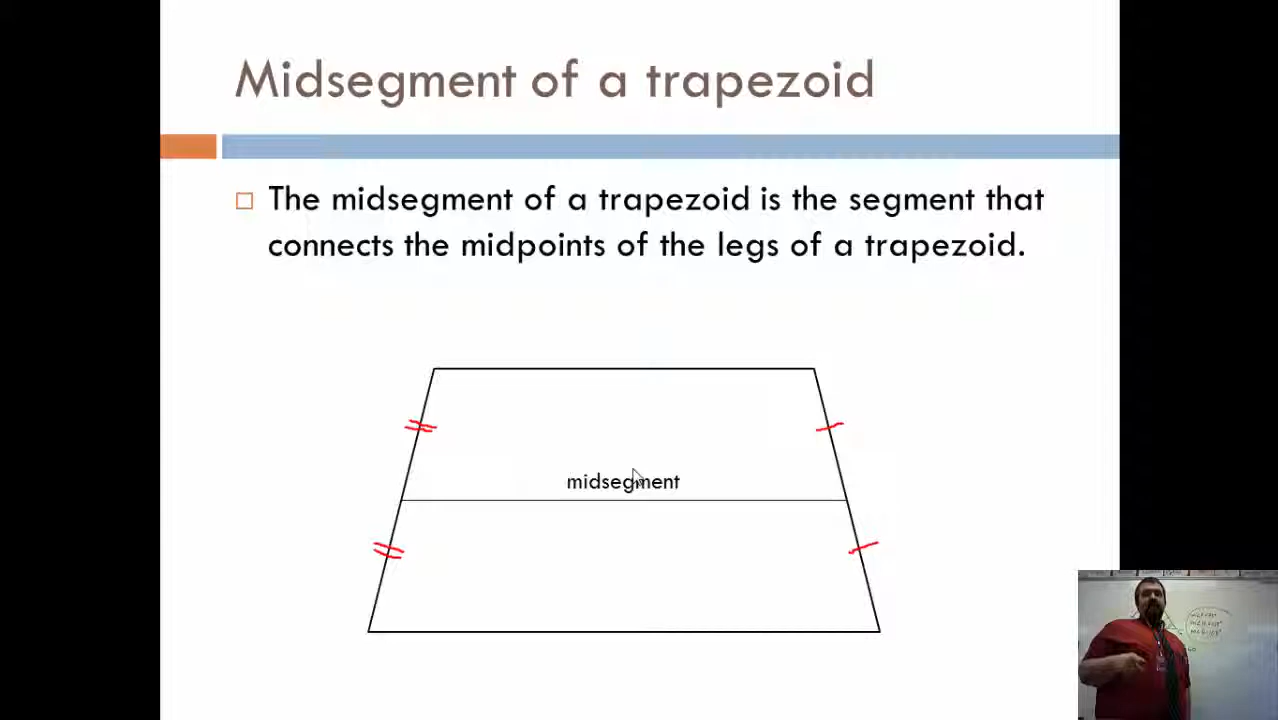 Midsegment of a trapezoid
The midsegment of a trapezoid is the segment that
connects the midpoints of the legs of a trapezoid.
midsegment